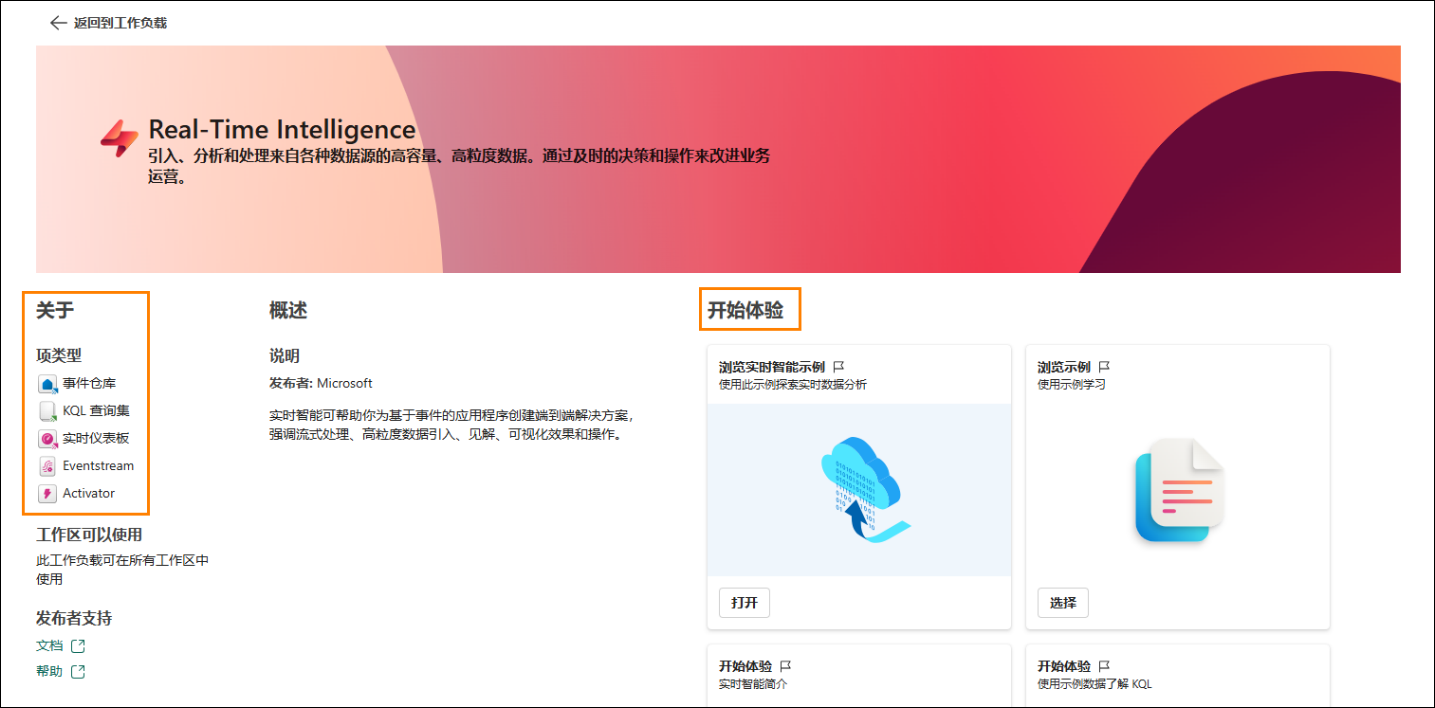 返回到工作负载
Real-Time Intelligence
引入、分析和处理来自各种数据源的高容量、高粒度数据。通过及时的决策和操作来改进业务
运营。
关于
项类型
事件仓库
KQL 查询集
实时仪表板
Eventstream
Activator
工作区可以使用
此工作负载可在所有工作区中
使用
发布者支持
文档
帮助
概述
说明
发布者: Microsoft
实时智能可帮助你为基于事件的应用程序创建端到端解决方案，
强调流式处理、高粒度数据引入、见解、可视化效果和操作。
开始体验
浏览实时智能示例
使用此示例探索实时数据分析
打开
浏览示例
使用示例学习
选择
开始体验
实时智能简介
开始体验
使用示例数据了解 KQL